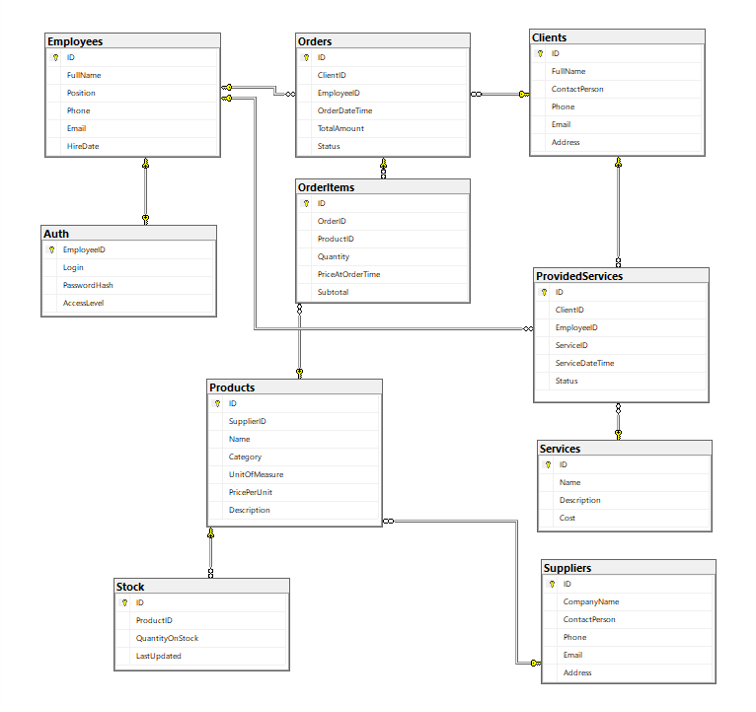 Employees
ID
FullName
Position
Phone
Email
HireDate
Orders
ID
ClientID
EmployeeID
OrderDateTime
TotalAmount
Status
Clients
ID
FullName
ContactPerson
Phone
Email
Address
Auth
EmployeeID
Login
PasswordHash
AccessLevel
OrderItems
ID
OrderID
ProductID
Quantity
PriceAtOrderTime
Subtotal
ProvidedServices
ID
ClientID
EmployeeID
ServiceID
ServiceDateTime
Status
Products
ID
SupplierID
Name
Category
UnitOfMeasure
PricePerUnit
Description
Services
ID
Name
Description
Cost
Stock
ID
ProductID
QuantityOnStock
LastUpdated
Suppliers
ID
CompanyName
ContactPerson
Phone
Email
Address